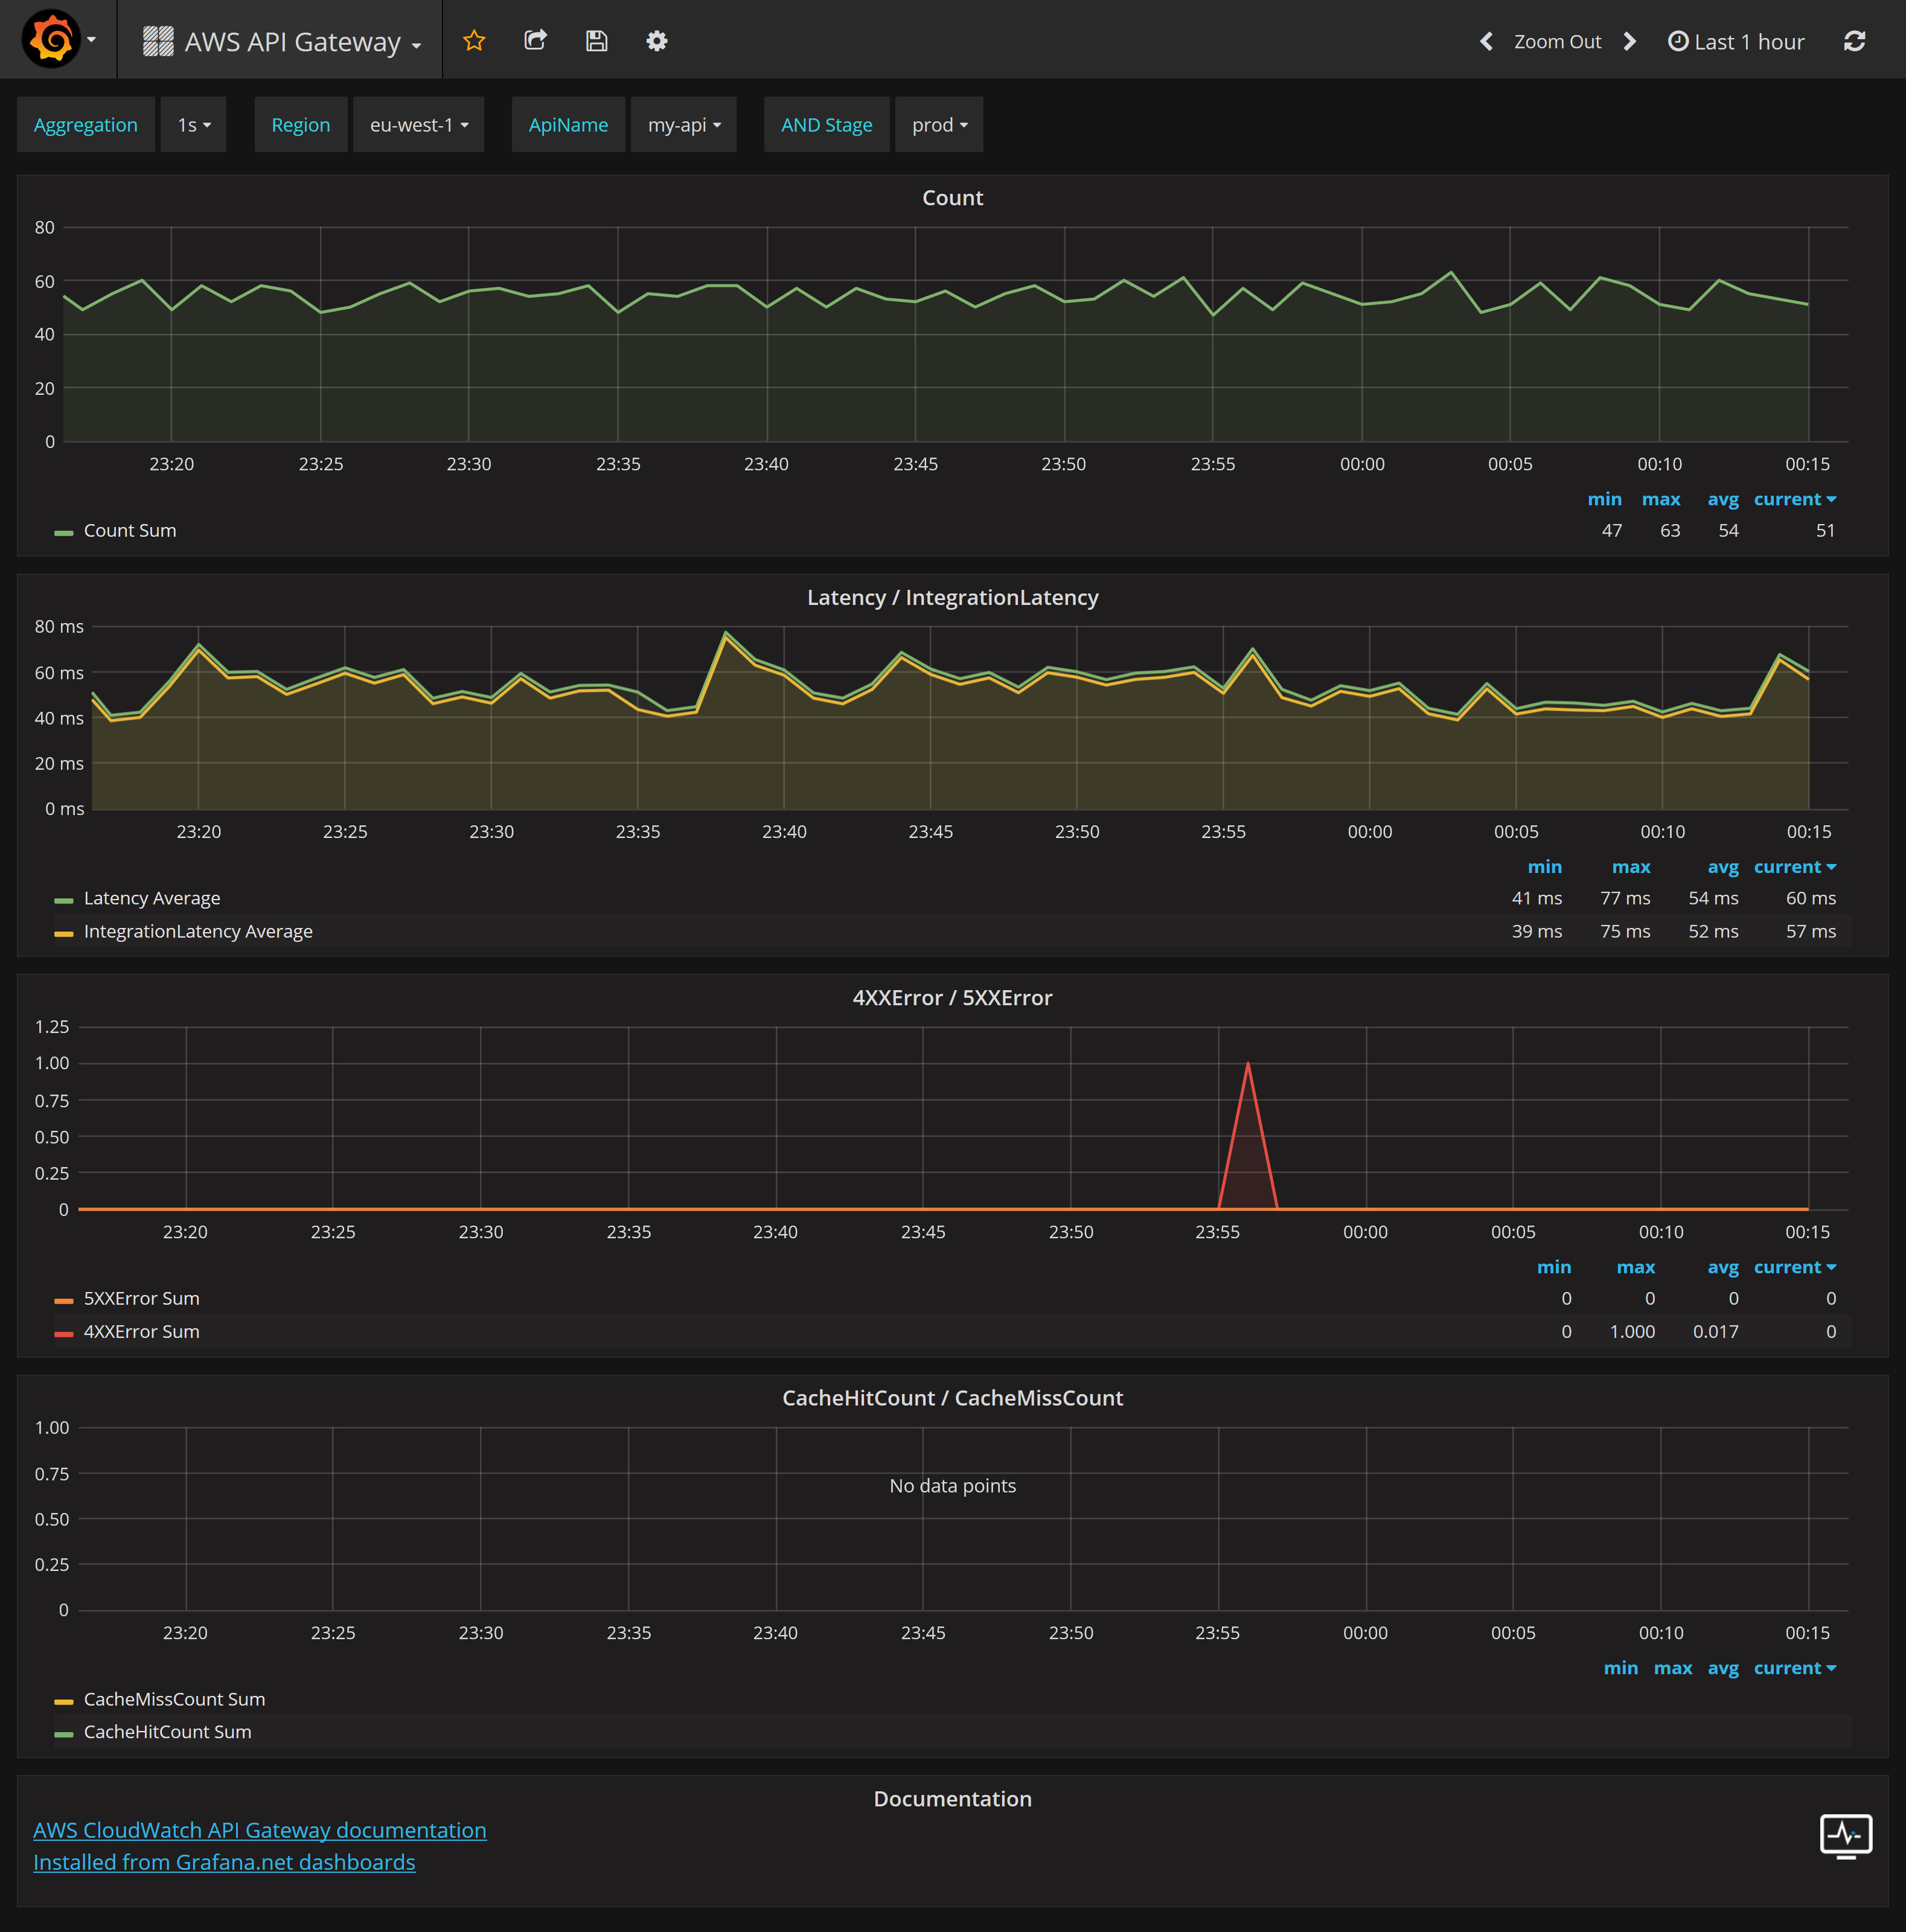 AWS API Gateway Zoom Out Last 1 hour
Aggregation 1s Region eu-west-1 ApiName my-api AND Stage prod
Count
80
60
40
20
0
23:20 23:25 23:30 23:35 23:40 23:45 23:50 23:55 00:00 00:05 00:10 00:15
min max avg current
Count Sum 47 63 54 51
Latency / IntegrationLatency
80 ms
60 ms
40 ms
20 ms
0 ms
23:20 23:25 23:30 23:35 23:40 23:45 23:50 23:55 00:00 00:05 00:10 00:15
min max avg current
Latency Average 41 ms 77 ms 54 ms 60 ms
IntegrationLatency Average 39 ms 75 ms 52 ms 57 ms
4XXError / 5XXError
1.25
1.00
0.75
0.50
0.25
0
23:20 23:25 23:30 23:35 23:40 23:45 23:50 23:55 00:00 00:05 00:10 00:15
min max avg current
5XXError Sum 0 0 0 0
4XXError Sum 0 1.000 0.017 0
CacheHitCount / CacheMissCount
1.00
0.75
No data points
0.50
0.25
0
23:20 23:25 23:30 23:35 23:40 23:45 23:50 23:55 00:00 00:05 00:10 00:15
min max avg current
CacheMissCount Sum
CacheHitCount Sum
Documentation
AWS CloudWatch API Gateway documentation
Installed from Grafana.net dashboards